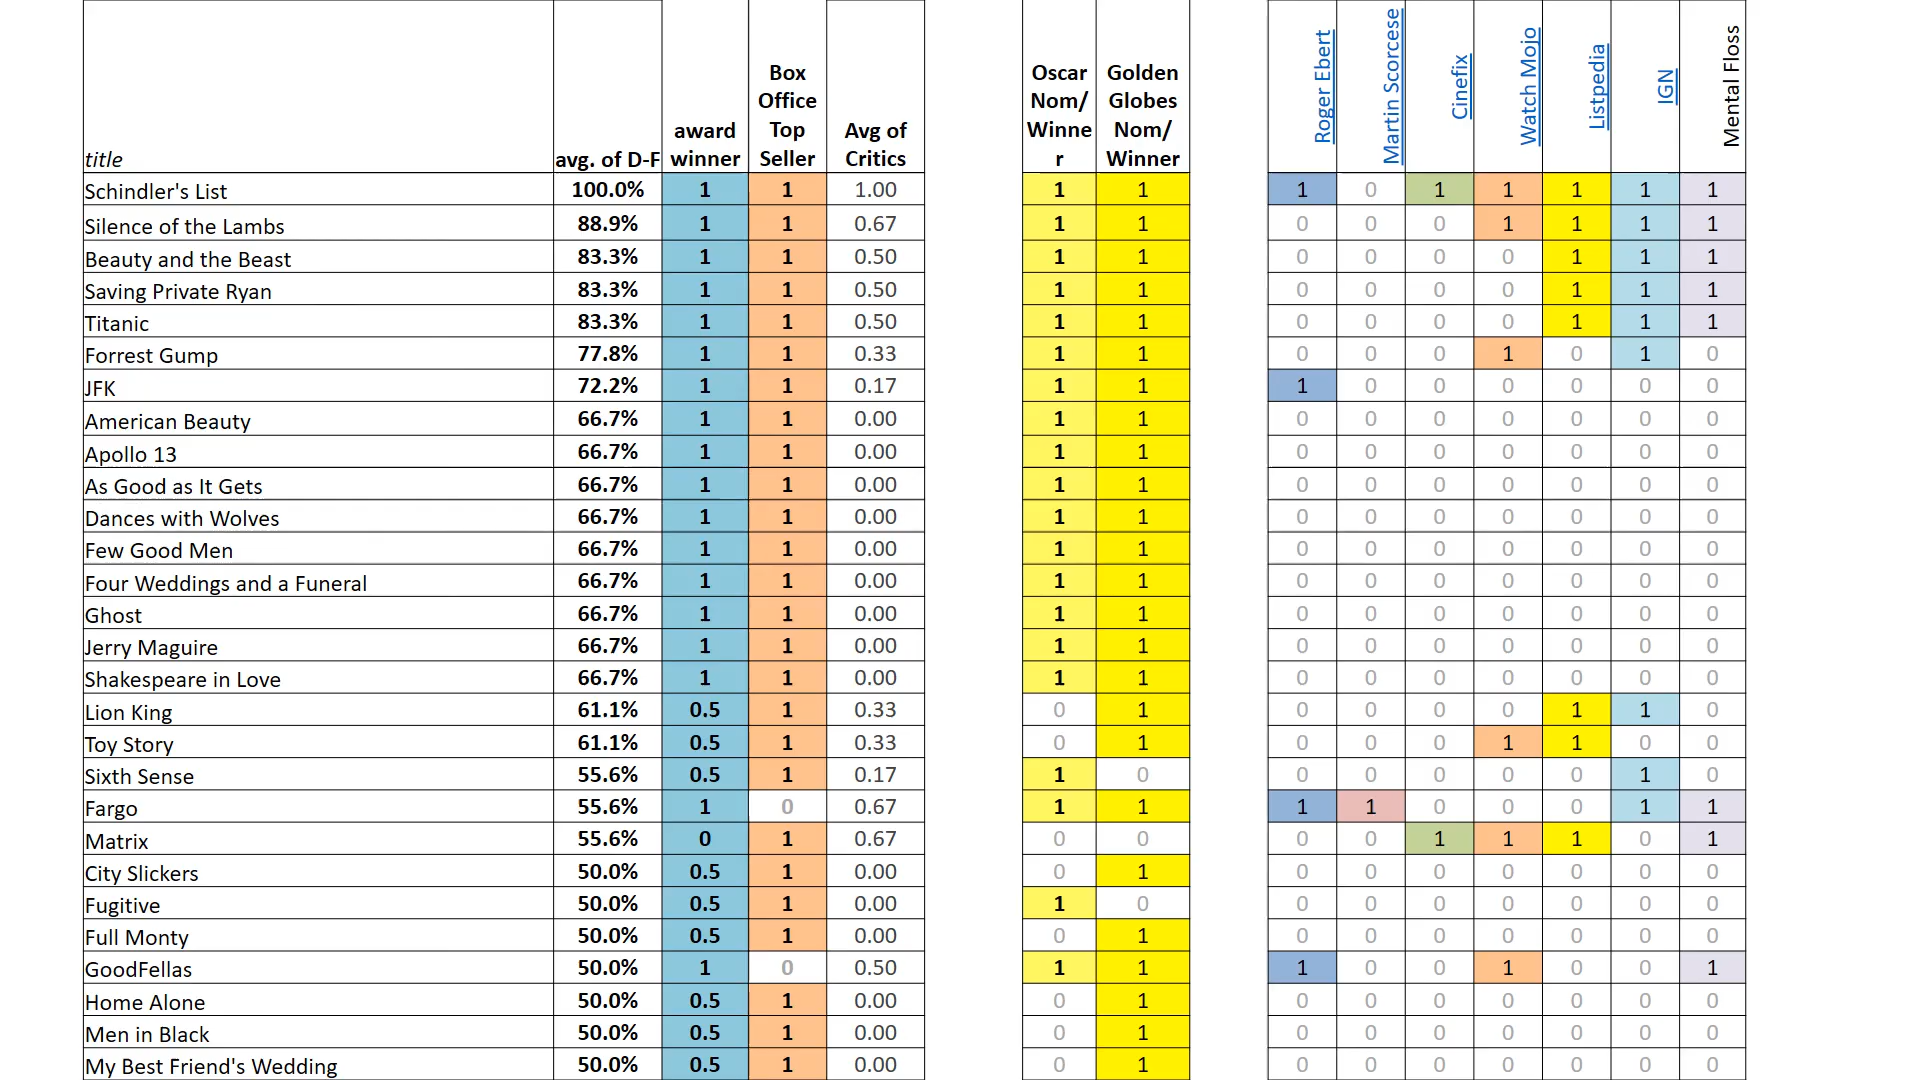 title avg. of D-F award winner Box Office Top Seller Avg of Critics Oscar Nom/ Winner Golden Globes Nom/ Winner Roger Ebert Martin Scorcese Cinefix Watch Mojo Listpedia IGN Mental Floss
Schindler's List 100.0% 1 1 1.00 1 1 1 0 1 1 1 1 1
Silence of the Lambs 88.9% 1 1 0.67 1 1 0 0 0 1 1 1 1
Beauty and the Beast 83.3% 1 1 0.50 1 1 0 0 0 0 1 1 1
Saving Private Ryan 83.3% 1 1 0.50 1 1 0 0 0 0 1 1 1
Titanic 83.3% 1 1 0.50 1 1 0 0 0 0 1 1 1
Forrest Gump 77.8% 1 1 0.33 1 1 0 0 0 1 0 1 0
JFK 72.2% 1 1 0.17 1 1 1 0 0 0 0 0 0
American Beauty 66.7% 1 1 0.00 1 1 0 0 0 0 0 0 0
Apollo 13 66.7% 1 1 0.00 1 1 0 0 0 0 0 0 0
As Good as It Gets 66.7% 1 1 0.00 1 1 0 0 0 0 0 0 0
Dances with Wolves 66.7% 1 1 0.00 1 1 0 0 0 0 0 0 0
Few Good Men 66.7% 1 1 0.00 1 1 0 0 0 0 0 0 0
Four Weddings and a Funeral 66.7% 1 1 0.00 1 1 0 0 0 0 0 0 0
Ghost 66.7% 1 1 0.00 1 1 0 0 0 0 0 0 0
Jerry Maguire 66.7% 1 1 0.00 1 1 0 0 0 0 0 0 0
Shakespeare in Love 66.7% 1 1 0.00 1 1 0 0 0 0 0 0 0
Lion King 61.1% 0.5 1 0.33 0 1 0 0 0 0 1 1 0
Toy Story 61.1% 0.5 1 0.33 0 1 0 0 0 1 1 0 0
Sixth Sense 55.6% 0.5 1 0.17 1 0 0 0 0 0 0 1 0
Fargo 55.6% 1 0 0.67 1 1 1 1 0 0 0 1 1
Matrix 55.6% 0 1 0.67 0 0 0 0 1 1 1 0 1
City Slickers 50.0% 0.5 1 0.00 0 1 0 0 0 0 0 0 0
Fugitive 50.0% 0.5 1 0.00 1 0 0 0 0 0 0 0 0
Full Monty 50.0% 0.5 1 0.00 0 1 0 0 0 0 0 0 0
GoodFellas 50.0% 1 0 0.50 1 1 1 0 0 1 0 0 1
Home Alone 50.0% 0.5 1 0.00 0 1 0 0 0 0 0 0 0
Men in Black 50.0% 0.5 1 0.00 0 1 0 0 0 0 0 0 0
My Best Friend's Wedding 50.0% 0.5 1 0.00 0 1 0 0 0 0 0 0 0